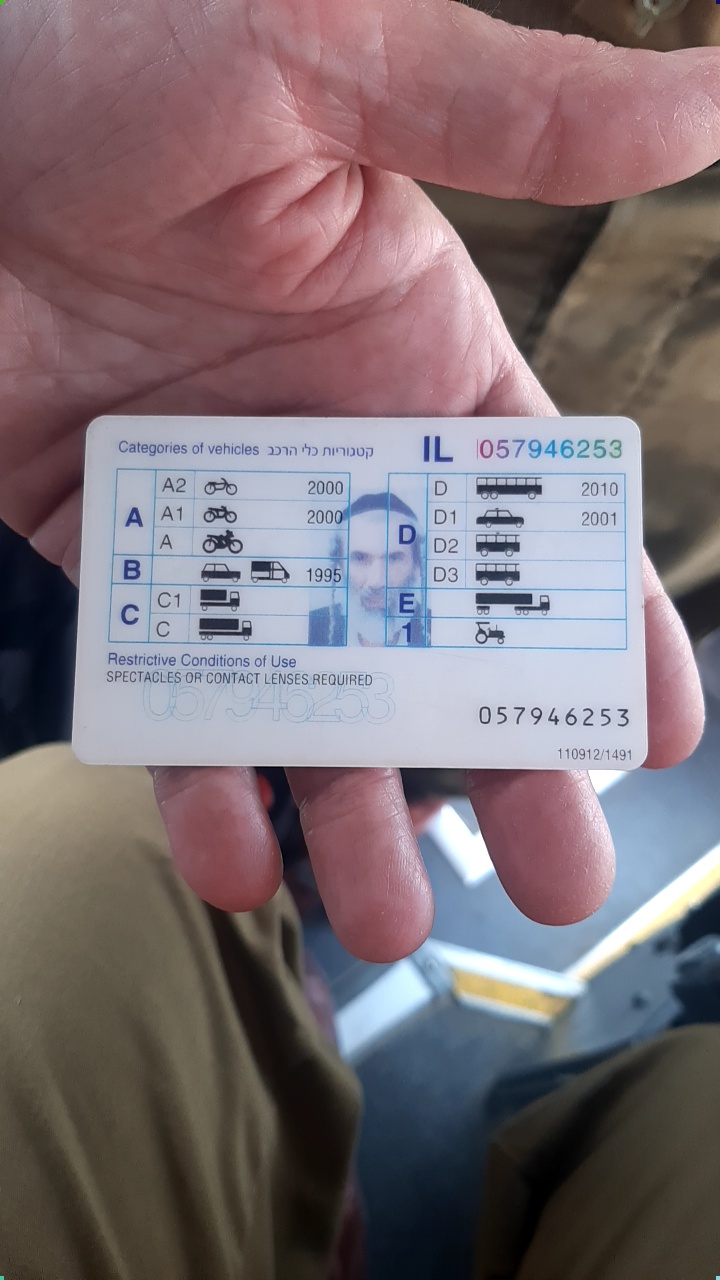 Categories of vehicles קטגוריות כלי הרכב IL 057946253
A A2 2000
A1 2000
A
B 1995
C C1
C
D D 2010
D1 2001
D2
D3
E
1
Restrictive Conditions of Use
SPECTACLES OR CONTACT LENSES REQUIRED
057946253
057946253
110912/1491